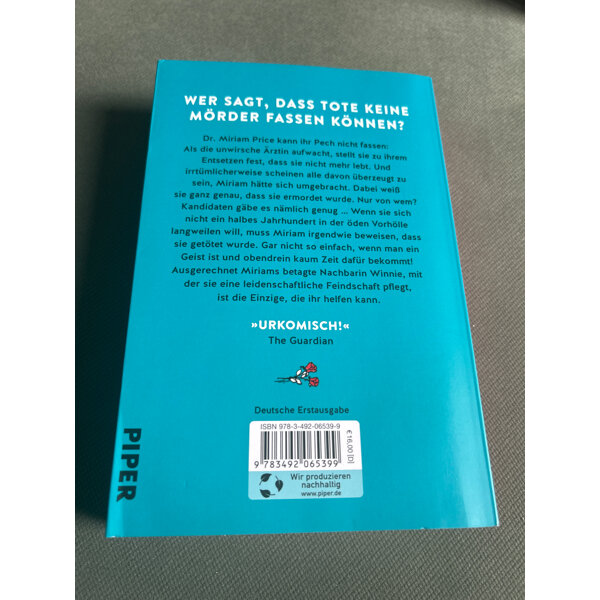 WER SAGT, DASS TOTE KEINE
MÖRDER FASSEN KÖNNEN?
Dr. Miriam Price kann ihr Pech nicht fassen:
Als die unwirsche Ärztin aufwacht, stellt sie zu ihrem
Entsetzen fest, dass sie nicht mehr lebt. Und
irrtümlicherweise scheinen alle davon überzeugt zu
sein, Miriam hätte sich umgebracht. Dabei weiß
sie ganz genau, dass sie ermordet wurde. Nur von wem?
Kandidaten gäbe es nämlich genug ... Wenn sie sich
nicht ein halbes Jahrhundert in der öden Vorhölle
langweilen will, muss Miriam irgendwie beweisen, dass
sie getötet wurde. Gar nicht so einfach, wenn man ein
Geist ist und obendrein kaum Zeit dafür bekommt!
Ausgerechnet Miriams betagte Nachbarin Winnie, mit
der sie eine leidenschaftliche Feindschaft pflegt,
ist die Einzige, die ihr helfen kann.
»URKOMISCH!«
The Guardian
Deutsche Erstausgabe
ISBN 978-3-492-06539-9
€ 16,00 [D]
9 783492 065399
Wir produzieren
nachhaltig
www.piper.de
PIPER